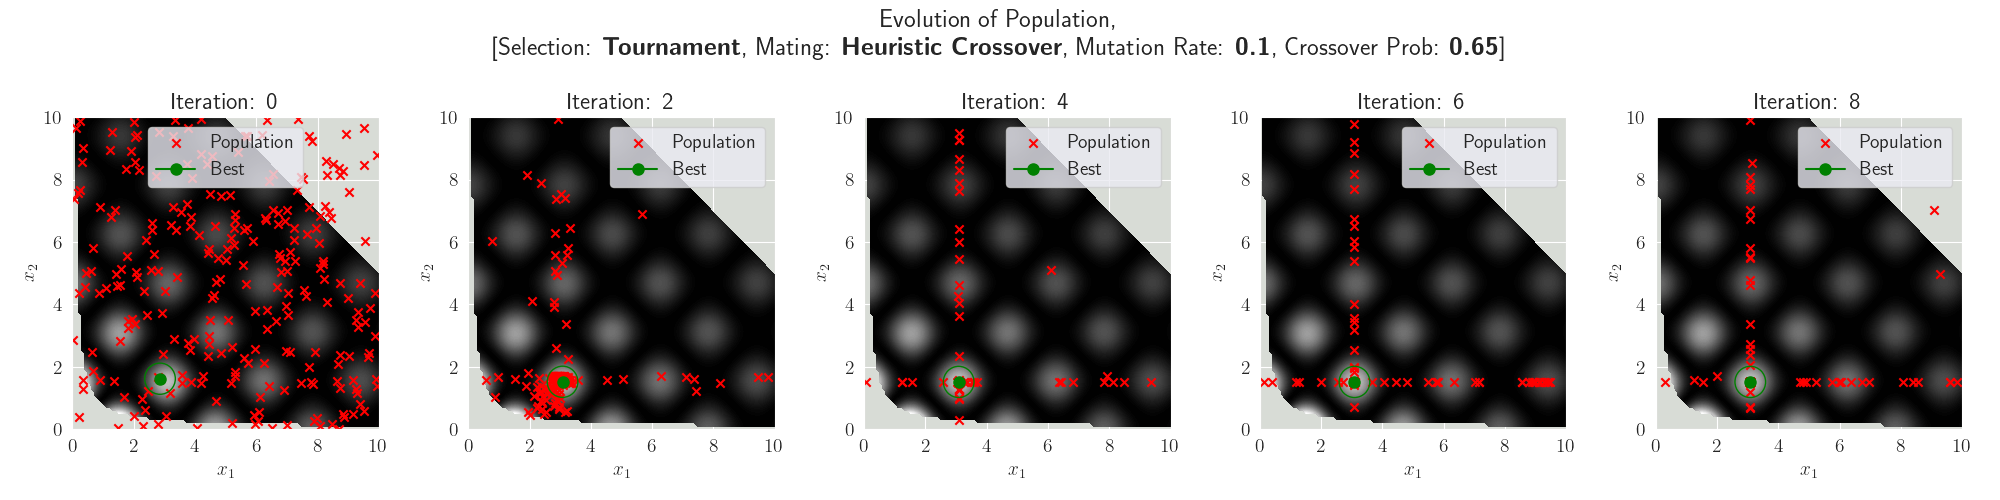 Evolution of Population,
[Selection: Tournament, Mating: Heuristic Crossover, Mutation Rate: 0.1, Crossover Prob: 0.65]
Iteration: 0
10
8
6
4
2
0
x2
0 2 4 6 8 10
x1
Population
Best
Iteration: 2
10
8
6
4
2
0
x2
0 2 4 6 8 10
x1
Population
Best
Iteration: 4
10
8
6
4
2
0
x2
0 2 4 6 8 10
x1
Population
Best
Iteration: 6
10
8
6
4
2
0
x2
0 2 4 6 8 10
x1
Population
Best
Iteration: 8
10
8
6
4
2
0
x2
0 2 4 6 8 10
x1
Population
Best